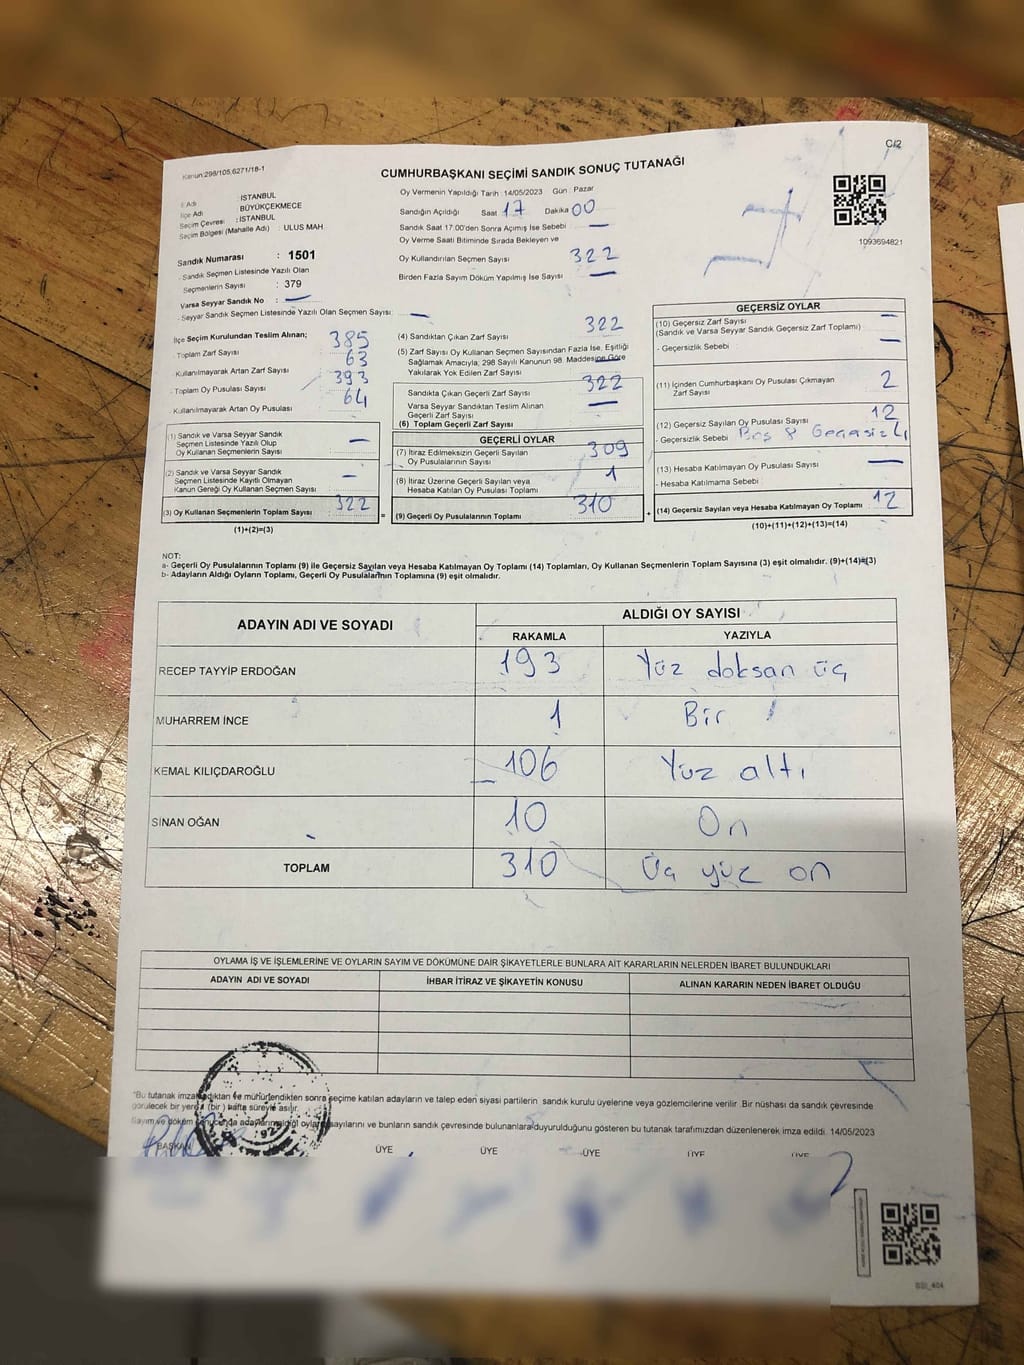 Kanun:298/105,6271/18-1
C/2
CUMHURBAŞKANI SEÇİMİ SANDIK SONUÇ TUTANAĞI
İl Adı : İSTANBUL
İlçe Adı BÜYÜKÇEKMECE
Seçim Çevresi : İSTANBUL
Seçim Bölgesi (Mahalle Adı) : ULUS MAH.
Sandık Numarası : 1501
- Sandık Seçmen Listesinde Yazılı Olan
Seçmenlerin Sayısı : 379
Varsa Seyyar Sandık No : —
- Seyyar Sandık Seçmen Listesinde Yazılı Olan Seçmen Sayısı: —
Oy Vermenin Yapıldığı Tarih : 14/05/2023 Gün : Pazar
Sandığın Açıldığı Saat 17 Dakika 00
Sandık Saat 17:00'den Sonra Açımış İse Sebebi —
Oy Verme Saati Bitiminde Sırada Bekleyen ve
Oy Kullandırılan Seçmen Sayısı 322
Birden Fazla Sayım Döküm Yapılmış İse Sayısı —
1093694821
İlçe Seçim Kurulundan Teslim Alınan;
- Toplam Zarf Sayısı 385
- Kullanılmayarak Artan Zarf Sayısı 63
- Toplam Oy Pusulası Sayısı 393
- Kullanılmayarak Artan Oy Pusulası 64
(1) Sandık ve Varsa Seyyar Sandık
Seçmen Listesinde Yazılı Olup
Oy Kullanan Seçmenlerin Sayısı —
(2) Sandık ve Varsa Seyyar Sandık
Seçmen Listesinde Kayıtlı Olmayan
Kanun Gereği Oy Kullanan Seçmen Sayısı —
(3) Oy Kullanan Seçmenlerin Toplam Sayısı 322
(1)+(2)=(3)
(4) Sandıktan Çıkan Zarf Sayısı 322
(5) Zarf Sayısı Oy Kullanan Seçmen Sayısından Fazla İse, Eşitliği
Sağlamak Amacıyla, 298 Sayılı Kanunun 98 Maddesine Göre
Yakılarak Yok Edilen Zarf Sayısı —
Sandıkta Çıkan Geçerli Zarf Sayısı 322
Varsa Seyyar Sandıktan Teslim Alınan
Geçerli Zarf Sayısı —
(6) Toplam Geçerli Zarf Sayısı
GEÇERLİ OYLAR
(7) İtiraz Edilmeksizin Geçerli Sayılan
Oy Pusulalarının Sayısı 309
(8) İtiraz Üzerine Geçerli Sayılan veya
Hesaba Katılan Oy Pusulası Toplamı 1
= (9) Geçerli Oy Pusulalarının Toplamı 310 +
GEÇERSİZ OYLAR
(10) Geçersiz Zarf Sayısı —
(Sandık ve Varsa Seyyar Sandık Geçersiz Zarf Toplamı)
- Geçersizlik Sebebi —
(11) İçinden Cumhurbaşkanı Oy Pusulası Çıkmayan
Zarf Sayısı 2
(12) Geçersiz Sayılan Oy Pusulası Sayısı 12
- Geçersizlik Sebebi
(13) Hesaba Katılmayan Oy Pusulası Sayısı —
- Hesaba Katılmama Sebebi
(14) Geçersiz Sayılan veya Hesaba Katılmayan Oy Toplamı 12
(10)+(11)+(12)+(13)=(14)
NOT:
a- Geçerli Oy Pusulalarının Toplamı (9) ile Geçersiz Sayılan veya Hesaba Katılmayan Oy Toplamı (14) Toplamları, Oy Kullanan Seçmenlerin Toplam Sayısına (3) eşit olmalıdır. (9)+(14)=(3)
b- Adayların Aldığı Oyların Toplamı, Geçerli Oy Pusulalarının Toplamına (9) eşit olmalıdır.
ADAYIN ADI VE SOYADI ALDIĞI OY SAYISI
RAKAMLA YAZIYLA
RECEP TAYYİP ERDOĞAN 193 Yüz doksan üç
MUHARREM İNCE 1 Bir
KEMAL KILIÇDAROĞLU 106 Yüz altı
SİNAN OĞAN 10 On
TOPLAM 310 Üç yüz on
OYLAMA İŞ VE İŞLEMLERİNE VE OYLARIN SAYIM VE DÖKÜMÜNE DAİR ŞİKAYETLERLE BUNLARA AİT KARARLARIN NELERDEN İBARET BULUNDUKLARI
ADAYIN ADI VE SOYADI İHBAR İTİRAZ VE ŞİKAYETİN KONUSU ALINAN KARARIN NEDEN İBARET OLDUĞU
"Bu tutanak imzalandıktan ve mühürlendikten sonra seçime katılan adayların ve talep eden siyasi partilerin sandık kurulu üyelerine veya gözlemcilerine verilir. Bir nüshası da sandık çevresinde
görülecek bir yere 1 (bir) hafta süreyle asılır.
Sayım ve döküm sonucunda adayların aldığı oyların sayılarını ve bunların sandık çevresinde bulunanlara duyurulduğunu gösteren bu tutanak tarafımızdan düzenlenerek imza edildi. 14/05/2023
BAŞKAN ÜYE ÜYE ÜYE ÜYE ÜYE